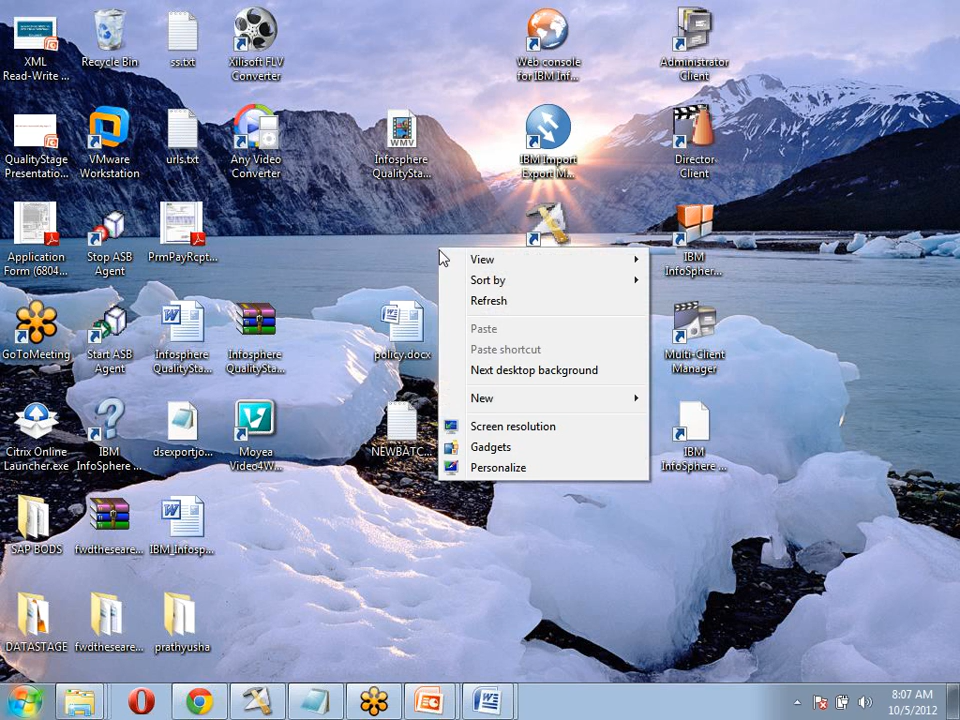 XML
Read-Write ...
Recycle Bin
ss.txt
Xilisoft FLV
Converter
Web console
for IBM Inf...
Administrator
Client
QualityStage
Presentatio...
VMware
Workstation
urls.txt
Any Video
Converter
WMV
Infosphere
QualitySta...
IBM Import
Export M...
Director
Client
Application
Form (6804...
Stop ASB
Agent
PrmPayRcpt...
IBM
InfoSpher...
View
Sort by
Refresh
Paste
Paste shortcut
Next desktop background
New
Screen resolution
Gadgets
Personalize
GoToMeeting
Start ASB
Agent
Infosphere
QualitySta...
Infosphere
QualitySta...
policy.docx
Multi-Client
Manager
Citrix Online
Launcher.exe
IBM
InfoSphere ...
dsexportjo...
Moyea
Video4W...
NEWBATC...
IBM
InfoSphere ...
SAP BODS
fwdthesear...
IBM_Infosp...
DATASTAGE
fwdthesear...
prathyusha
8:07 AM
10/5/2012